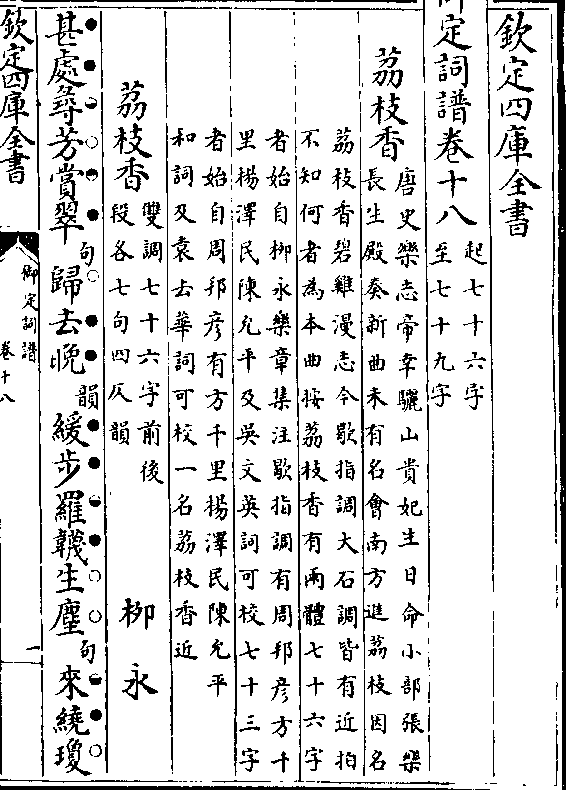 欽定四庫全書
御定詞譜卷十八
起七十六字
至七十九字
荔枝香
唐史樂志帝幸驪山貴妃生日命小部張樂
長生殿奏新曲未有名會南方進荔枝因名
荔枝香碧雞漫志今歇指調大石調皆有近拍
不知何者為本曲按荔枝香有兩體七十六字
者始自柳永樂章集注歇指調有周邦彦方千
里楊澤民陳允平及吳文英詞可校七十三字
者始自周邦彦有方千里楊澤民陳允平
和詞及袁去華詞可校一名荔枝香近
荔枝香
雙調七十六字前後
段各七句四仄韻
柳永
甚處尋芳賞翠句歸去晚韻緩步羅韈生塵句來繞瓊
欽定四庫全書
御定詞譜
卷十八
一